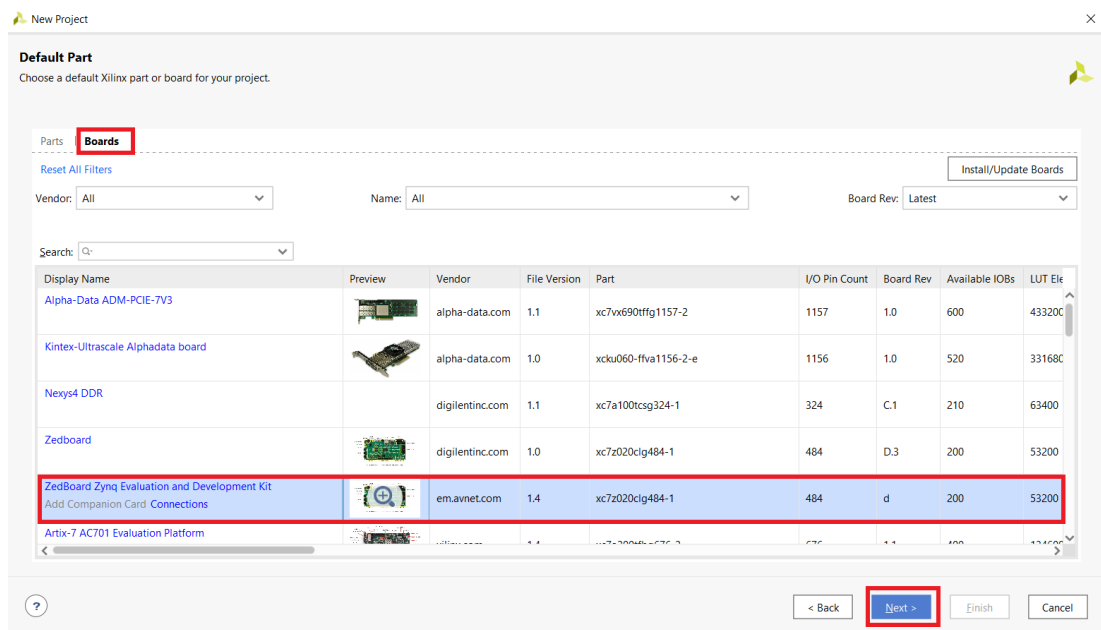 New Project
Default Part
Choose a default Xilinx part or board for your project.
Parts Boards
Reset All Filters Install/Update Boards
Vendor: All Name: All Board Rev: Latest
Search:
Display Name Preview Vendor File Version Part I/O Pin Count Board Rev Available IOBs LUT Ele
Alpha-Data ADM-PCIE-7V3
alpha-data.com 1.1 xc7vx690tffg1157-2 1157 1.0 600 433200
Kintex-Ultrascale Alphadata board
alpha-data.com 1.0 xcku060-ffva1156-2-e 1156 1.0 520 331680
Nexys4 DDR
digilentinc.com 1.1 xc7a100tcsg324-1 324 C.1 210 63400
Zedboard
digilentinc.com 1.0 xc7z020clg484-1 484 D.3 200 53200
ZedBoard Zynq Evaluation and Development Kit
em.avnet.com 1.4 xc7z020clg484-1 484 d 200 53200
Add Companion Card Connections
Artix-7 AC701 Evaluation Platform
? < Back Next > Finish Cancel